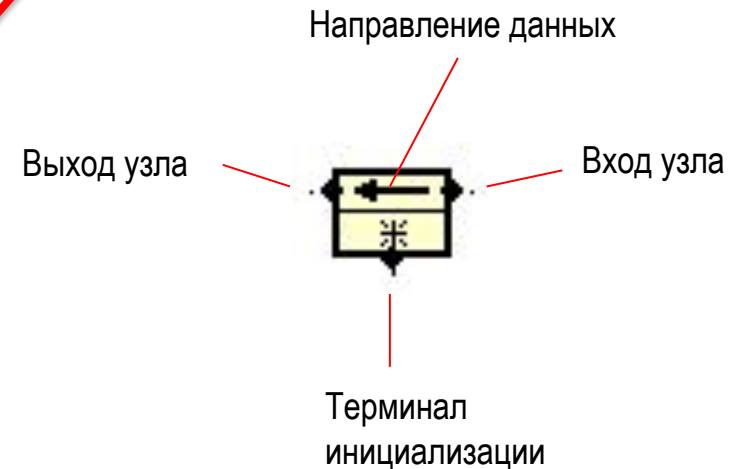 Направление данных
Выход узла
Вход узла
Терминал
инициализации